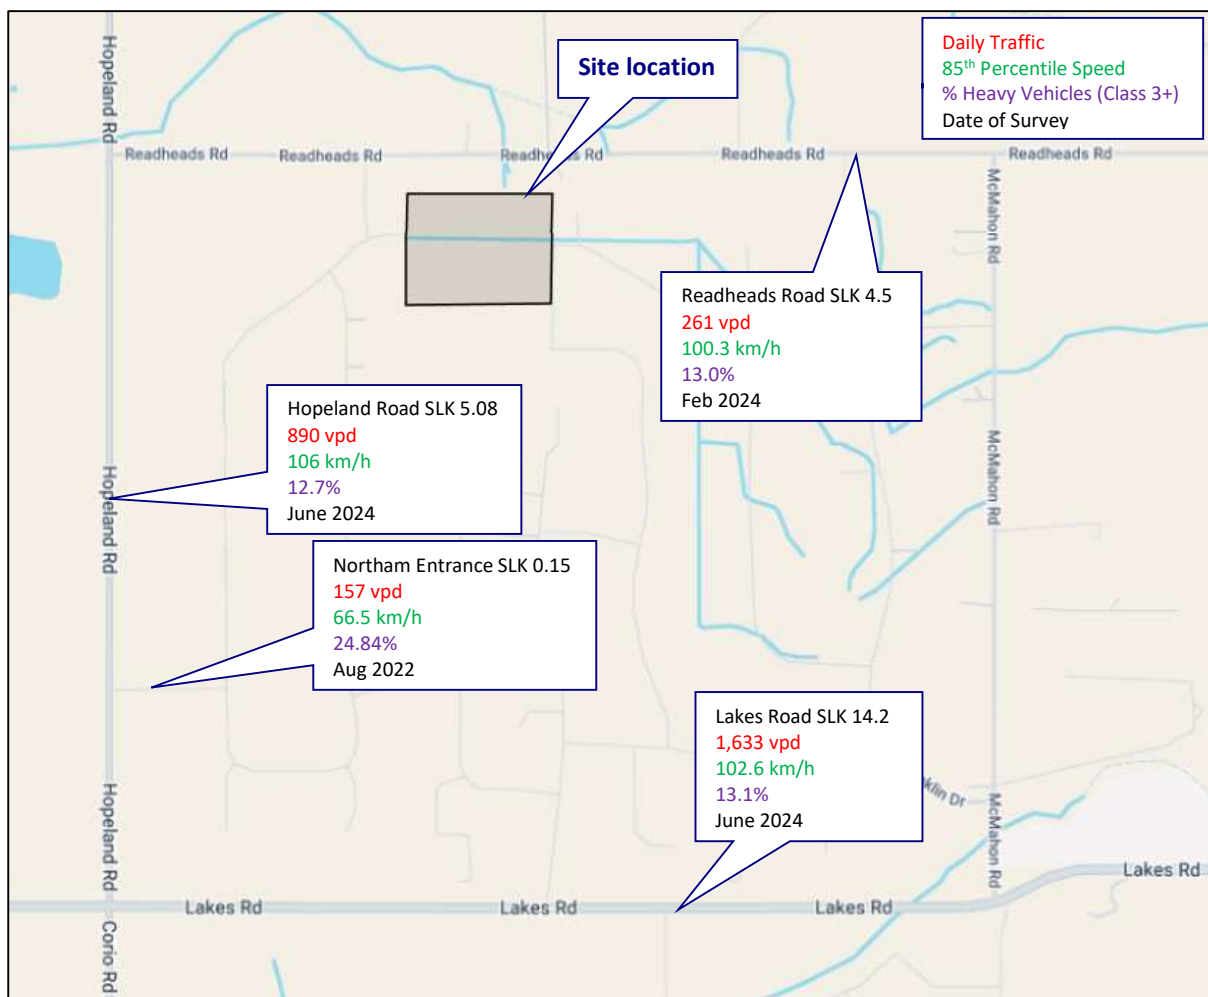 Hopeland Rd
Site location
Daily Traffic
85th Percentile Speed
% Heavy Vehicles (Class 3+)
Date of Survey
Readheads Rd
Readheads Rd
Readheads Rd
Readheads Rd
Readheads Rd
McMahon Rd
Readheads Road SLK 4.5
261 vpd
100.3 km/h
13.0%
Feb 2024
Hopeland Road SLK 5.08
890 vpd
106 km/h
12.7%
June 2024
Hopeland Rd
McMahon Rd
Northam Entrance SLK 0.15
157 vpd
66.5 km/h
24.84%
Aug 2022
Lakes Road SLK 14.2
1,633 vpd
102.6 km/h
13.1%
June 2024
Hopeland Rd
Dr
McMahon Rd
Lakes Rd
Lakes Rd
Lakes Rd
Lakes Rd
Corio Rd